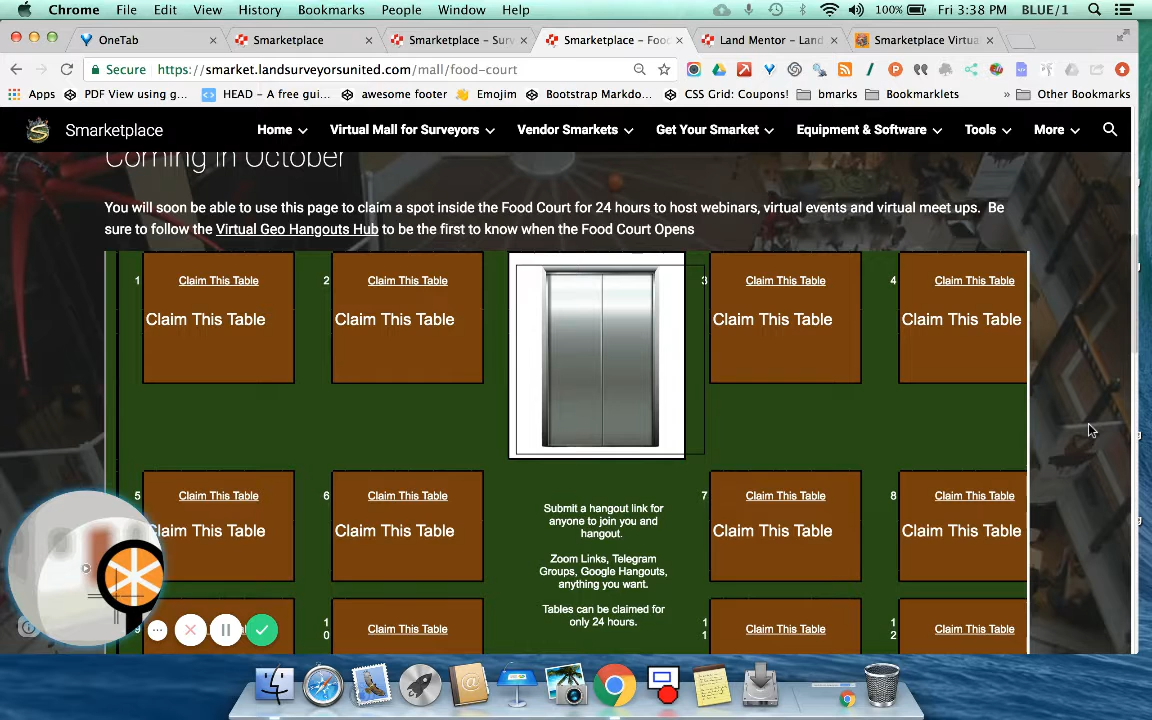 Chrome File Edit View History Bookmarks People Window Help 100% Fri 3:38 PM BLUE/1
OneTab Smarketplace Smarketplace – Surv Smarketplace – Foo Land Mentor – Land Smarketplace Virtua
Secure https://smarket.landsurveyorsunited.com/mall/food-court
Apps PDF View using g... HEAD – A free gui... awesome footer Emojim Bootstrap Markdo... CSS Grid: Coupons! bmarks Bookmarklets » Other Bookmarks
Smarketplace Home Virtual Mall for Surveyors Vendor Smarkets Get Your Smarket Equipment & Software Tools More
Coming in October
You will soon be able to use this page to claim a spot inside the Food Court for 24 hours to host webinars, virtual events and virtual meet ups. Be
sure to follow the Virtual Geo Hangouts Hub to be the first to know when the Food Court Opens
1 Claim This Table 2 Claim This Table 3 Claim This Table 4 Claim This Table
Claim This Table Claim This Table Claim This Table Claim This Table
5 Claim This Table 6 Claim This Table 7 Claim This Table 8 Claim This Table
Claim This Table Claim This Table Claim This Table Claim This Table
Submit a hangout link for
anyone to join you and
hangout.
Zoom Links, Telegram
Groups, Google Hangouts,
anything you want.
Tables can be claimed for
only 24 hours.
9 10 Claim This Table 11 Claim This Table 12 Claim This Table